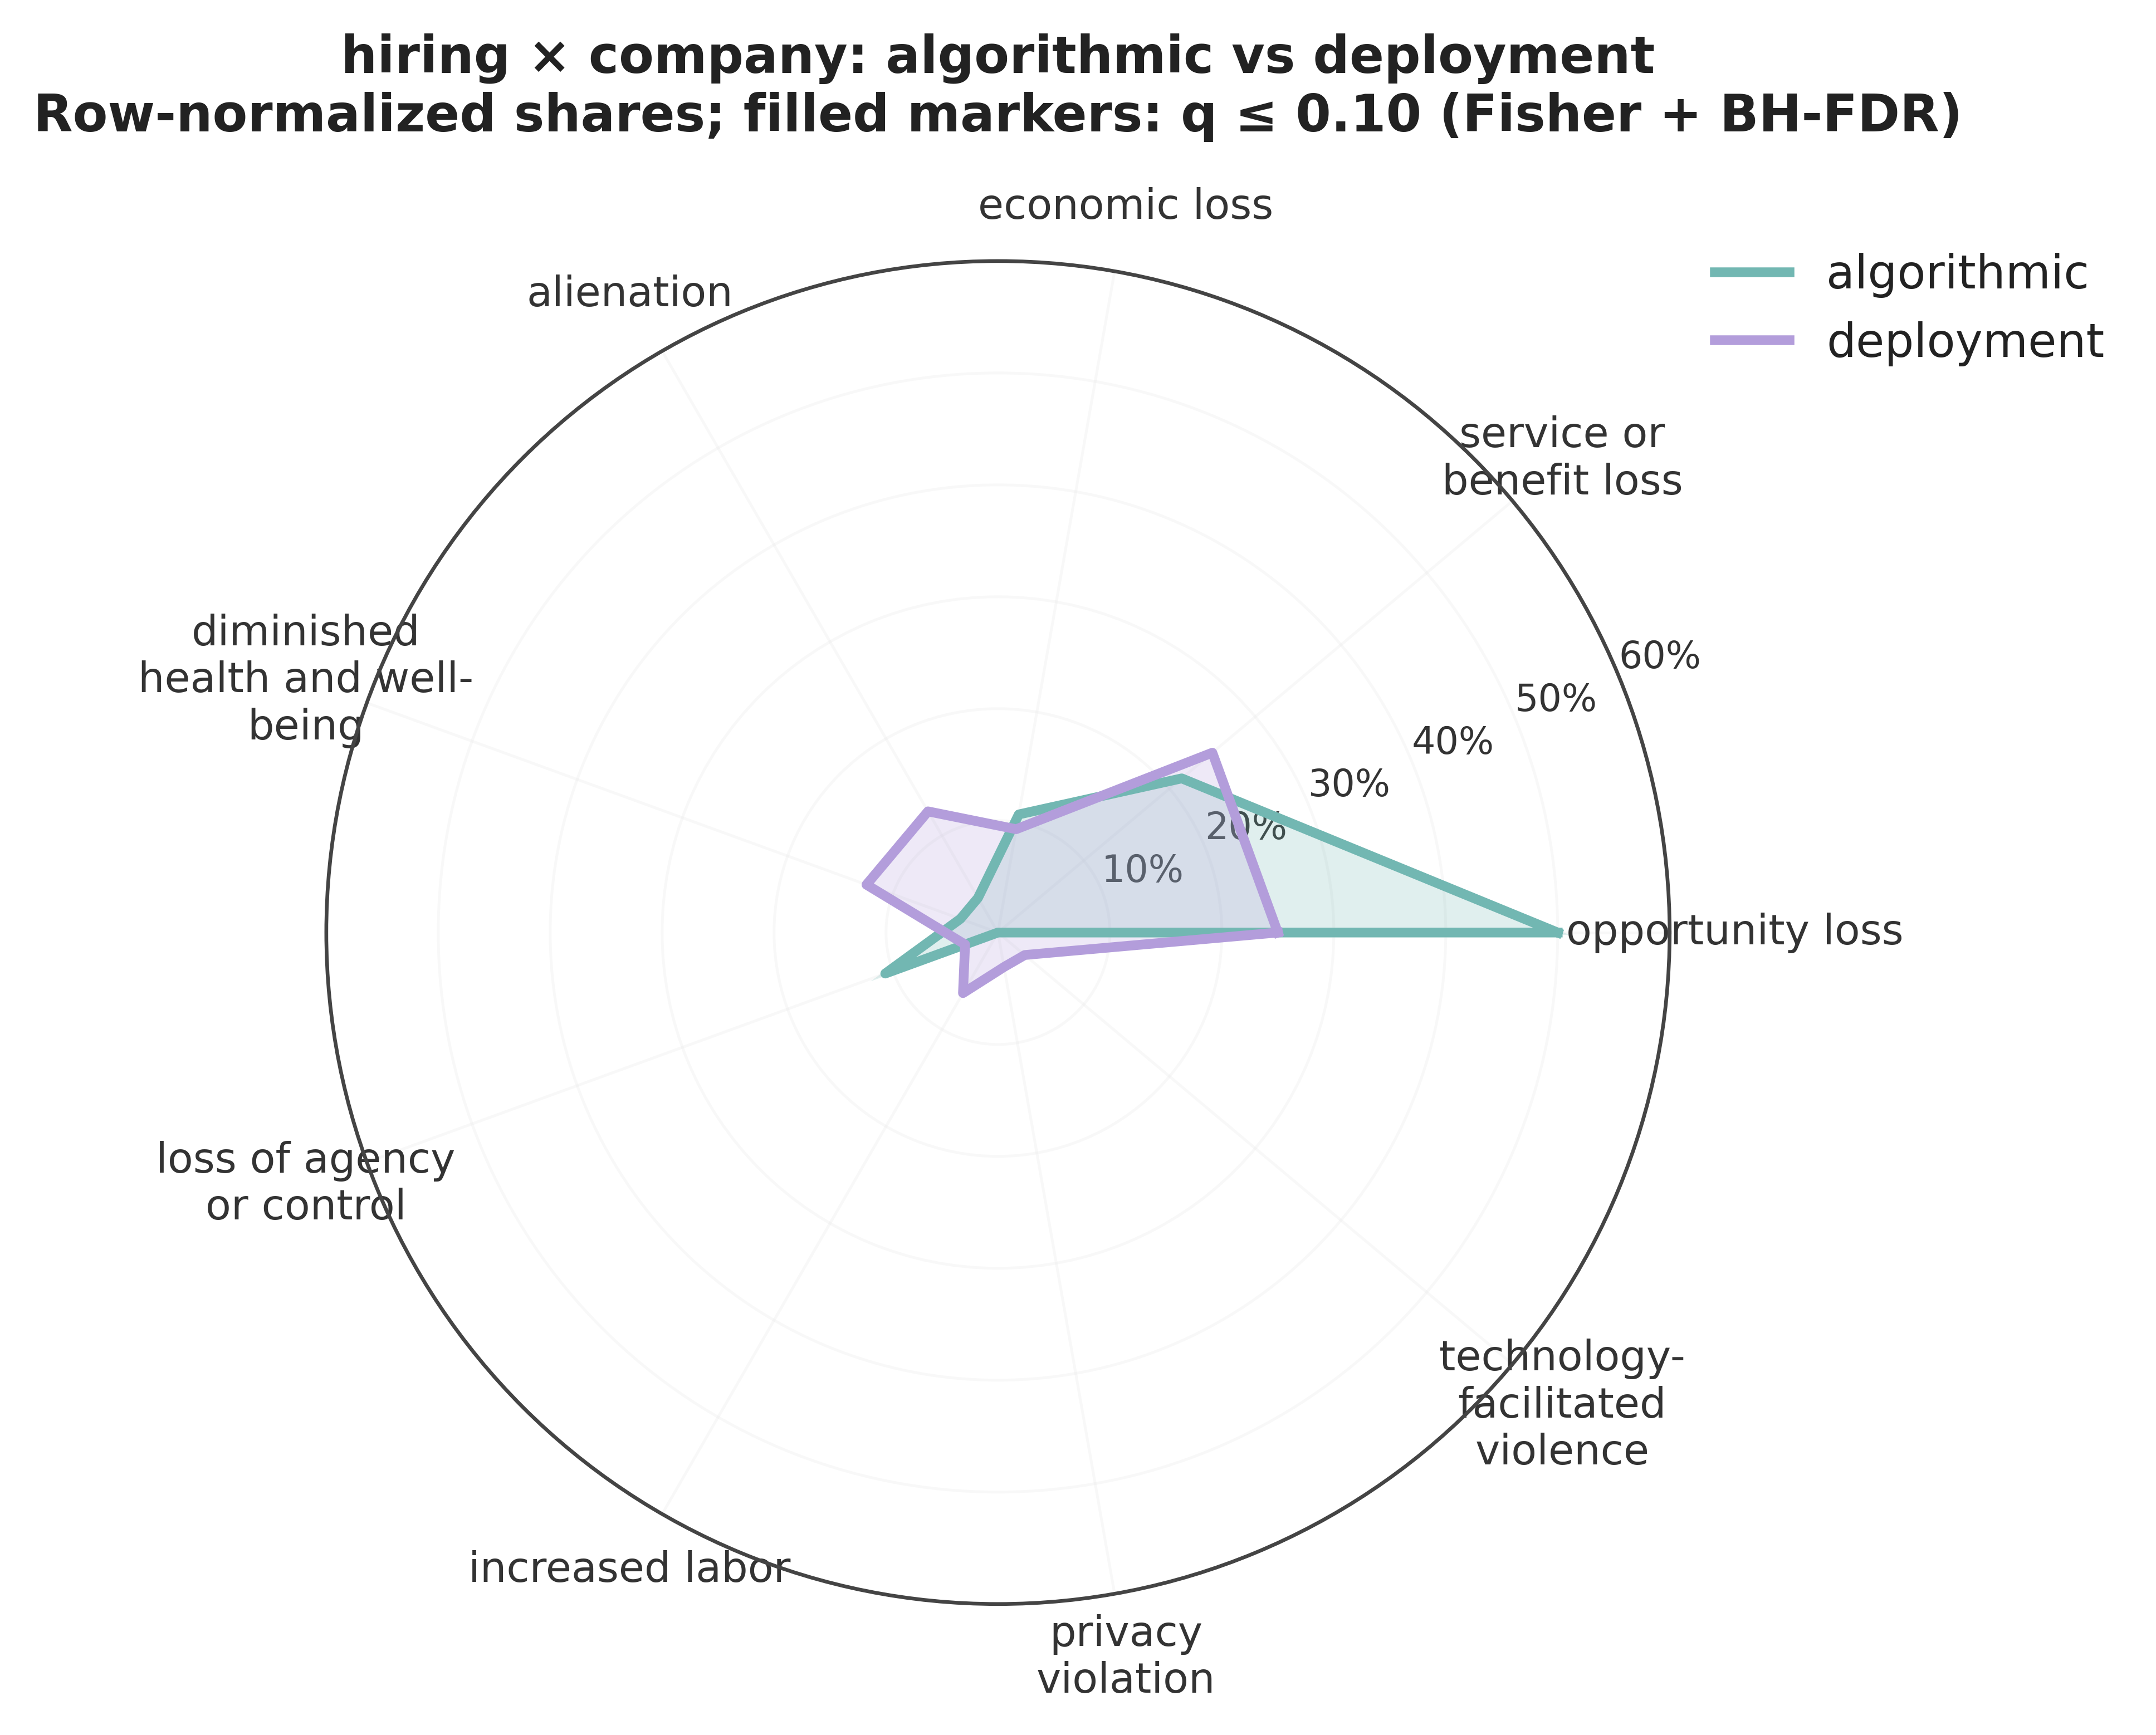 hiring × company: algorithmic vs deployment
Row-normalized shares; filled markers: q ≤ 0.10 (Fisher + BH-FDR)
economic loss
algorithmic
deployment
alienation
service or
benefit loss
diminished
health and well-
being
60%
50%
40%
30%
20%
10%
opportunity loss
loss of agency
or control
technology-
facilitated
violence
increased labor
privacy
violation